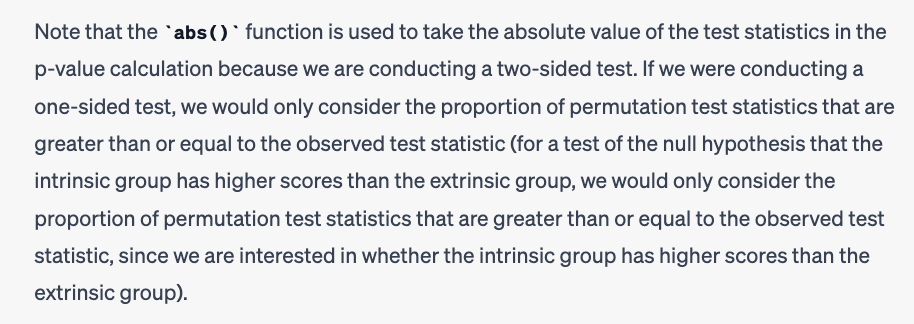 Note that the `abs()` function is used to take the absolute value of the test statistics in the
p-value calculation because we are conducting a two-sided test. If we were conducting a
one-sided test, we would only consider the proportion of permutation test statistics that are
greater than or equal to the observed test statistic (for a test of the null hypothesis that the
intrinsic group has higher scores than the extrinsic group, we would only consider the
proportion of permutation test statistics that are greater than or equal to the observed test
statistic, since we are interested in whether the intrinsic group has higher scores than the
extrinsic group).